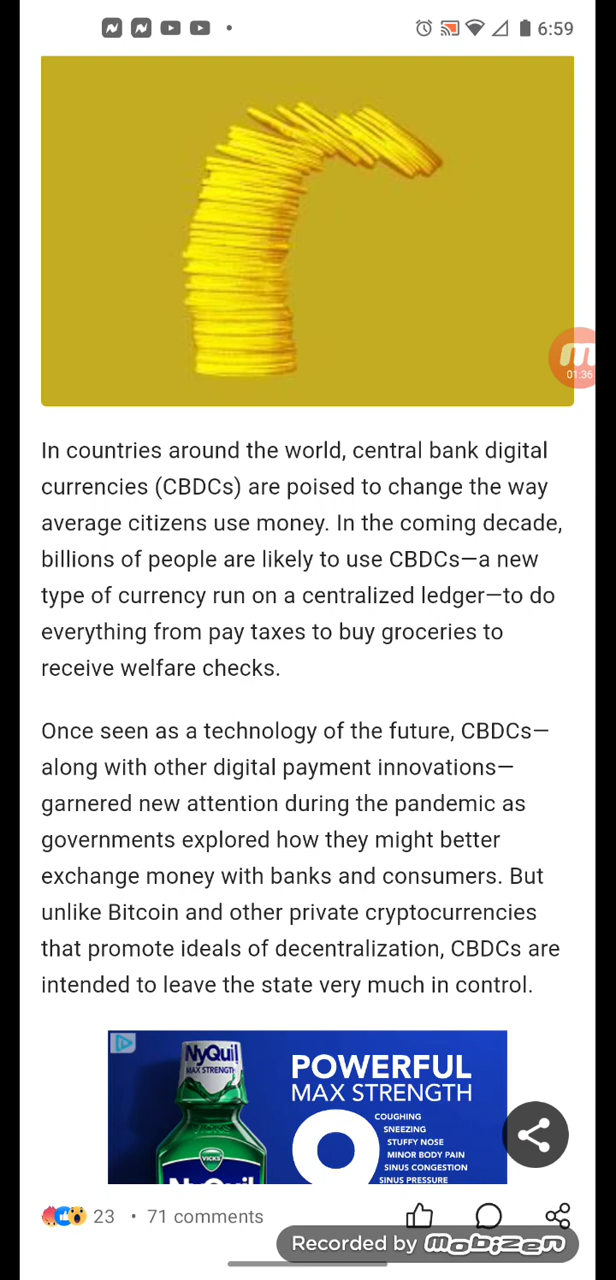 6:59
01:36
In countries around the world, central bank digital
currencies (CBDCs) are poised to change the way
average citizens use money. In the coming decade,
billions of people are likely to use CBDCs—a new
type of currency run on a centralized ledger—to do
everything from pay taxes to buy groceries to
receive welfare checks.
Once seen as a technology of the future, CBDCs—
along with other digital payment innovations—
garnered new attention during the pandemic as
governments explored how they might better
exchange money with banks and consumers. But
unlike Bitcoin and other private cryptocurrencies
that promote ideals of decentralization, CBDCs are
intended to leave the state very much in control.
NyQuil
MAX STRENGTH
VICKS
NyQuil
POWERFUL
MAX STRENGTH
COUGHING
SNEEZING
STUFFY NOSE
MINOR BODY PAIN
SINUS CONGESTION
SINUS PRESSURE
23 • 71 comments
Recorded by mobizen